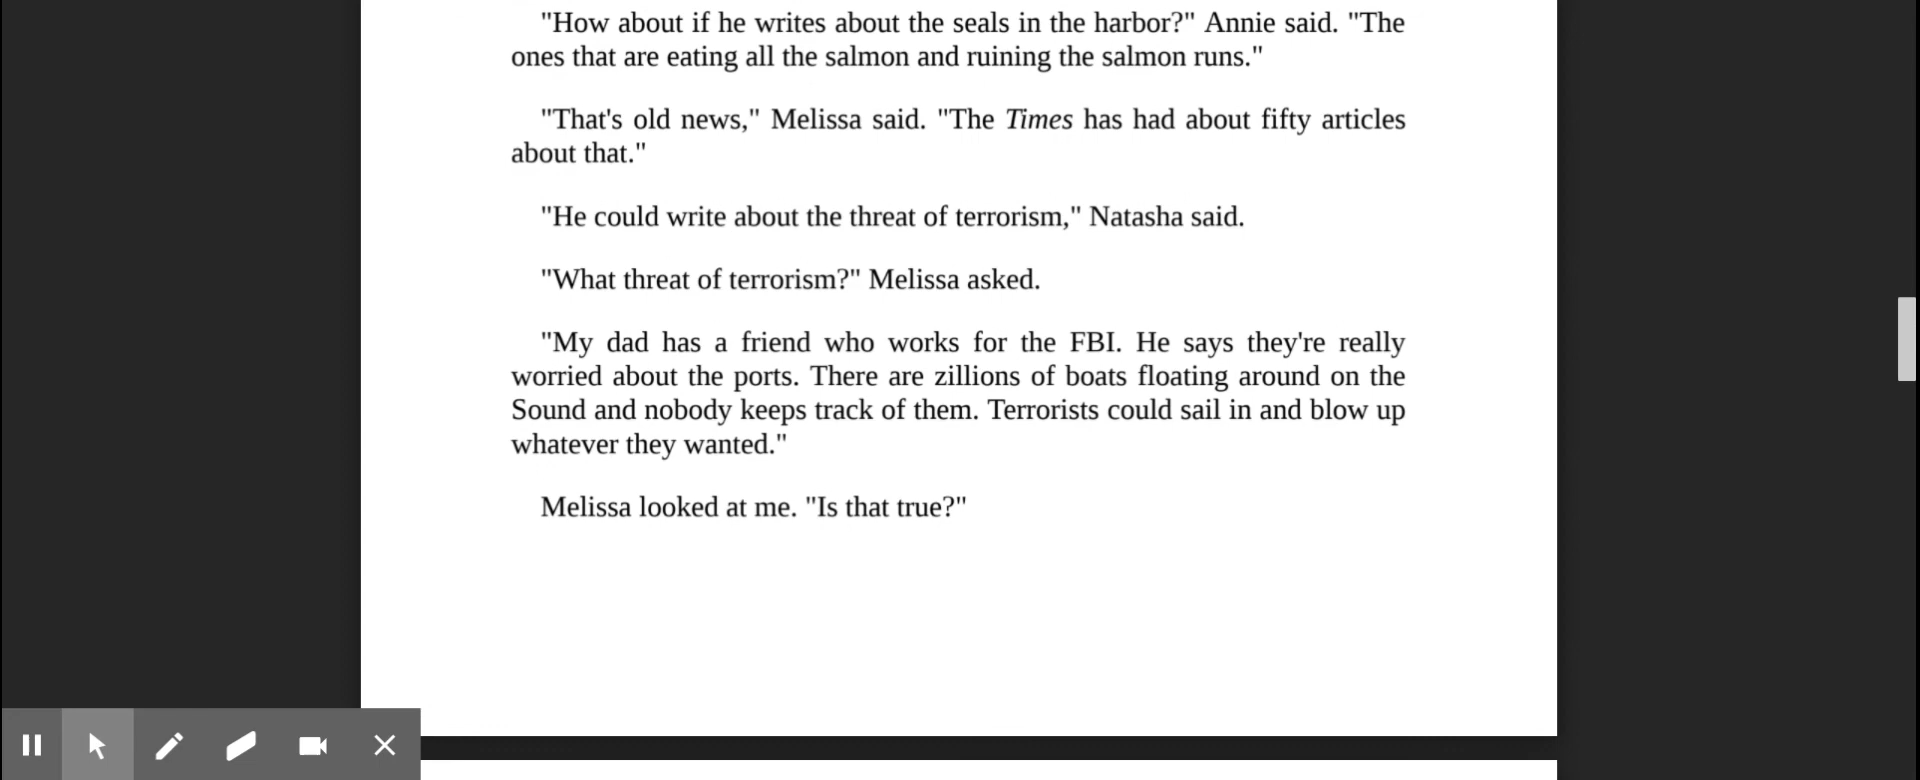 "How about if he writes about the seals in the harbor?" Annie said. "The
ones that are eating all the salmon and ruining the salmon runs."
"That's old news," Melissa said. "The Times has had about fifty articles
about that."
"He could write about the threat of terrorism," Natasha said.
"What threat of terrorism?" Melissa asked.
"My dad has a friend who works for the FBI. He says they're really
worried about the ports. There are zillions of boats floating around on the
Sound and nobody keeps track of them. Terrorists could sail in and blow up
whatever they wanted."
Melissa looked at me. "Is that true?"